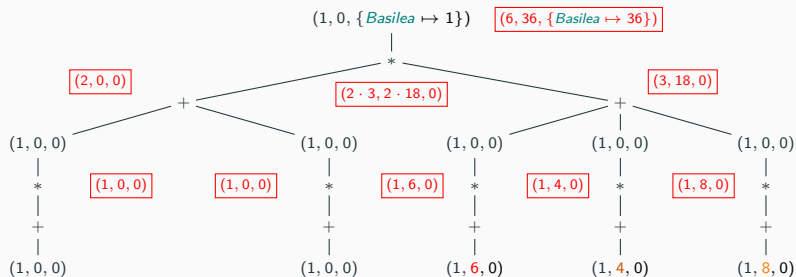 (1, 0, {Basilea ↦ 1}) (6, 36, {Basilea ↦ 36})
*
(2, 0, 0) (2 · 3, 2 · 18, 0) (3, 18, 0)
+ +
(1, 0, 0) (1, 0, 0) (1, 0, 0) (1, 0, 0) (1, 0, 0)
* (1, 0, 0) (1, 0, 0) * (1, 6, 0) * (1, 4, 0) * (1, 8, 0) *
+ + + + +
(1, 0, 0) (1, 0, 0) (1, 6, 0) (1, 4, 0) (1, 8, 0)